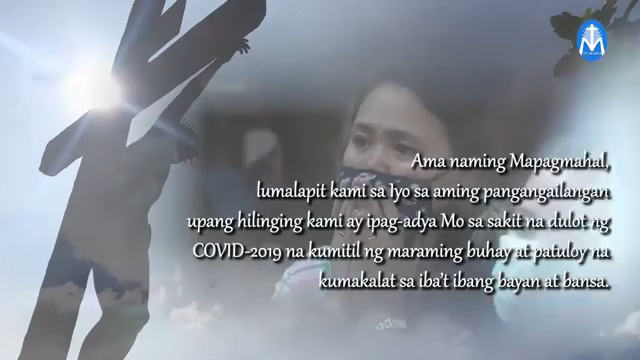 Ama naming Mapagmahal,
lumalapit kami sa Iyo sa aming pangangailangan
upang hilinging kami ay ipag-adya Mo sa sakit na dulot ng
COVID-2019 na kumitil ng maraming buhay at patuloy na
kumakalat sa iba't ibang bayan at bansa.